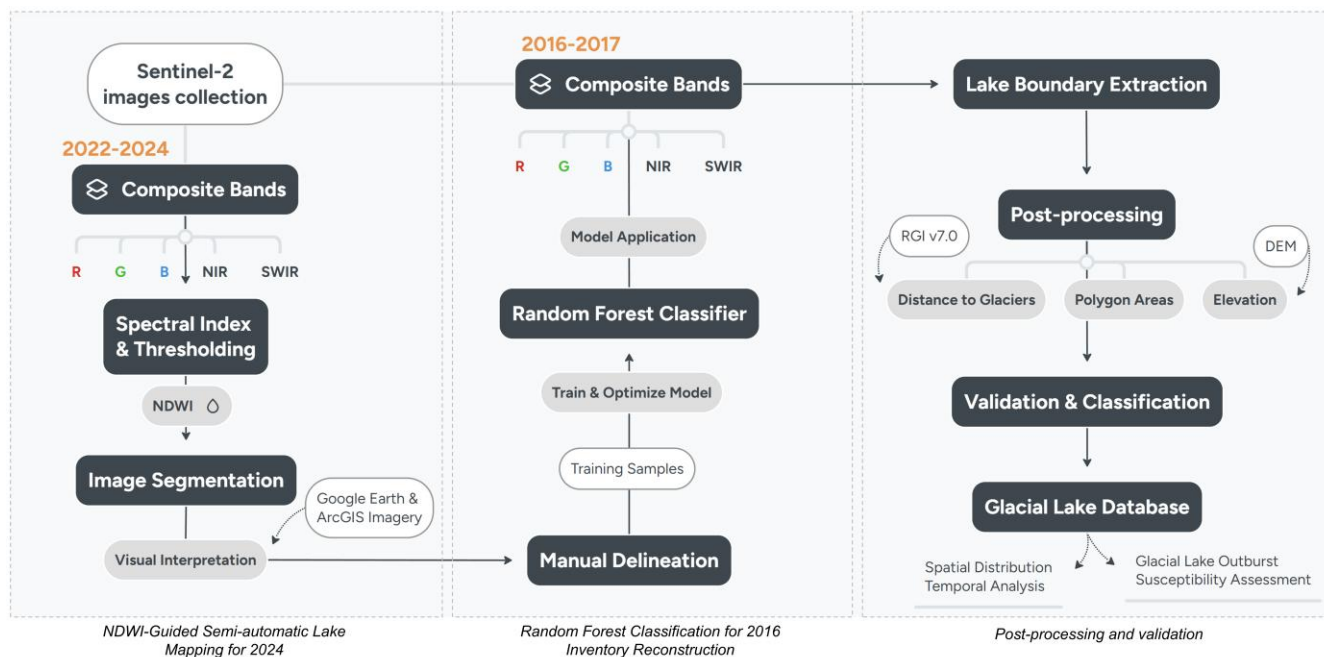 Sentinel-2
images collection
2022-2024
Composite Bands
R
G
B
NIR
SWIR
Spectral Index
& Thresholding
NDWI
Image Segmentation
Google Earth &
ArcGIS Imagery
Visual Interpretation
NDWI-Guided Semi-automatic Lake
Mapping for 2024
2016-2017
Composite Bands
R
G
B
NIR
SWIR
Model Application
Random Forest Classifier
Train & Optimize Model
Training Samples
Manual Delineation
Random Forest Classification for 2016
Inventory Reconstruction
Lake Boundary Extraction
Post-processing
RGI v7.0
DEM
Distance to Glaciers
Polygon Areas
Elevation
Validation & Classification
Glacial Lake Database
Spatial Distribution
Temporal Analysis
Glacial Lake Outburst
Susceptibility Assessment
Post-processing and validation